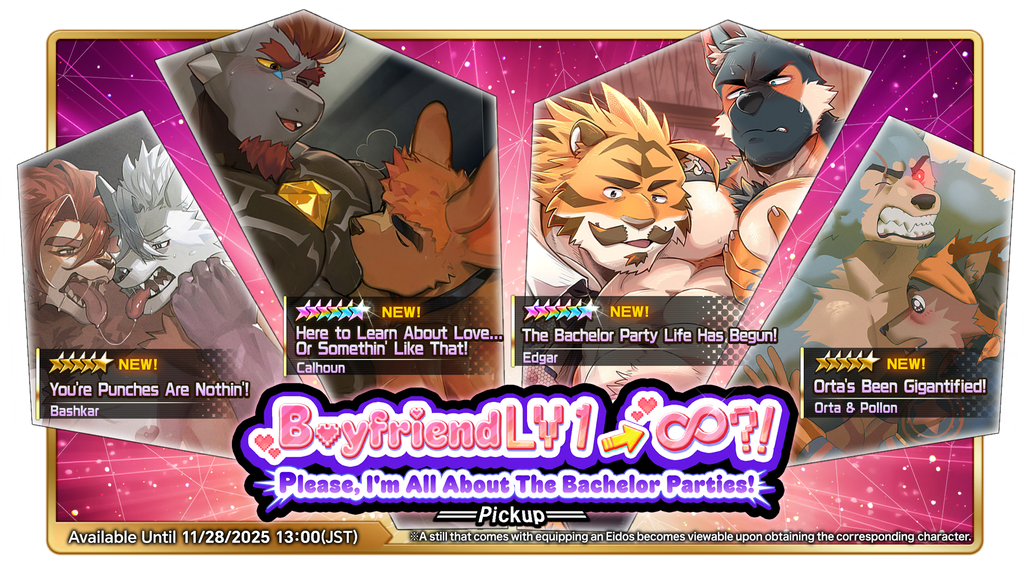 NEW!
You're Punches Are Nothin'!
Bashkar
NEW!
Here to Learn About Love...
Or Somethin' Like That!
Calhoun
NEW!
The Bachelor Party Life Has Begun!
Edgar
NEW!
Orta's Been Gigantified!
Orta & Pollon
Boyfriend LV 1 → ∞?!
Please, I'm All About The Bachelor Parties!
Pickup
Available Until 11/28/2025 13:00(JST)
※A still that comes with equipping an Eidos becomes viewable upon obtaining the corresponding character.